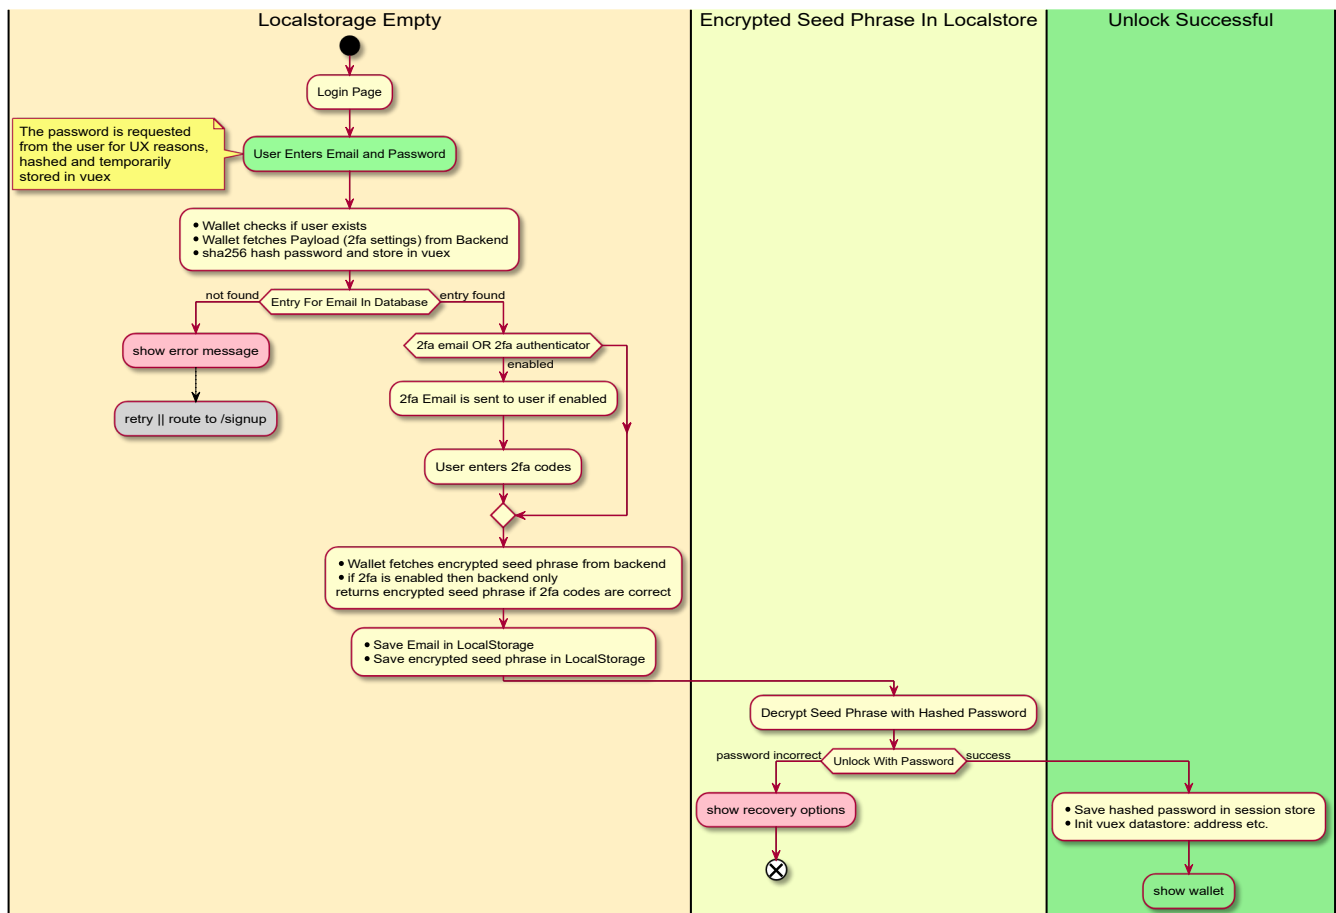 Localstorage Empty
Encrypted Seed Phrase In Localstore
Unlock Successful
Login Page
The password is requested
from the user for UX reasons,
hashed and temporarily
stored in vuex
User Enters Email and Password
• Wallet checks if user exists
• Wallet fetches Payload (2fa settings) from Backend
• sha256 hash password and store in vuex
not found
Entry For Email In Database
entry found
show error message
retry || route to /signup
2fa email OR 2fa authenticator
enabled
2fa Email is sent to user if enabled
User enters 2fa codes
• Wallet fetches encrypted seed phrase from backend
• if 2fa is enabled then backend only
returns encrypted seed phrase if 2fa codes are correct
• Save Email in LocalStorage
• Save encrypted seed phrase in LocalStorage
Decrypt Seed Phrase with Hashed Password
password incorrect
Unlock With Password
success
show recovery options
• Save hashed password in session store
• Init vuex datastore: address etc.
show wallet